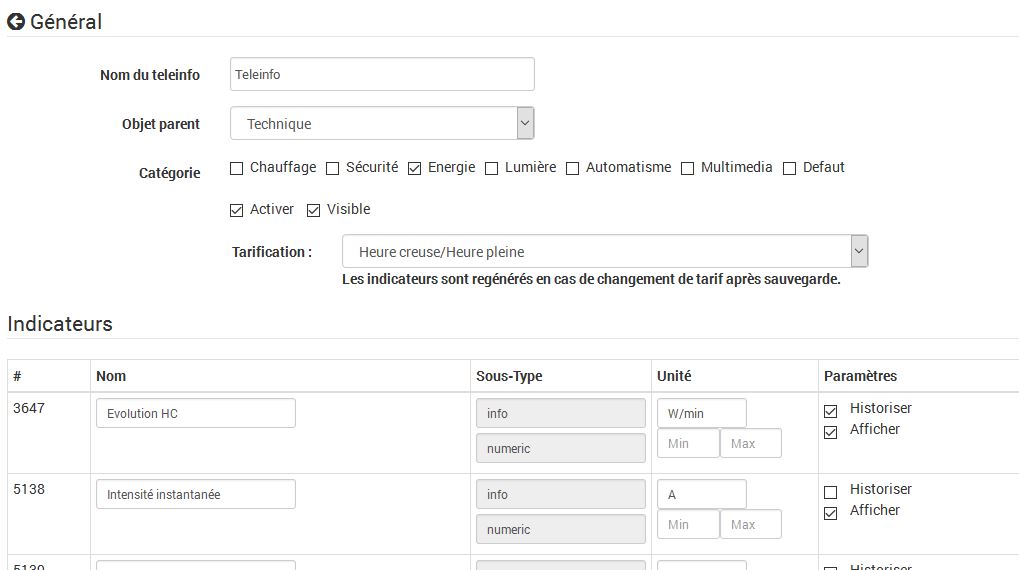 Général
Nom du teleinfo Teleinfo
Objet parent Technique
Catégorie Chauffage Sécurité Energie Lumière Automatisme Multimedia Defaut
Activer Visible
Tarification : Heure creuse/Heure pleine
Les indicateurs sont regénérés en cas de changement de tarif après sauvegarde.
Indicateurs
# Nom Sous-Type Unité Paramètres
3647 Evolution HC info W/min Historiser
numeric Min Max Afficher
5138 Intensité instantanée info A Historiser
numeric Min Max Afficher
5139 Historiser